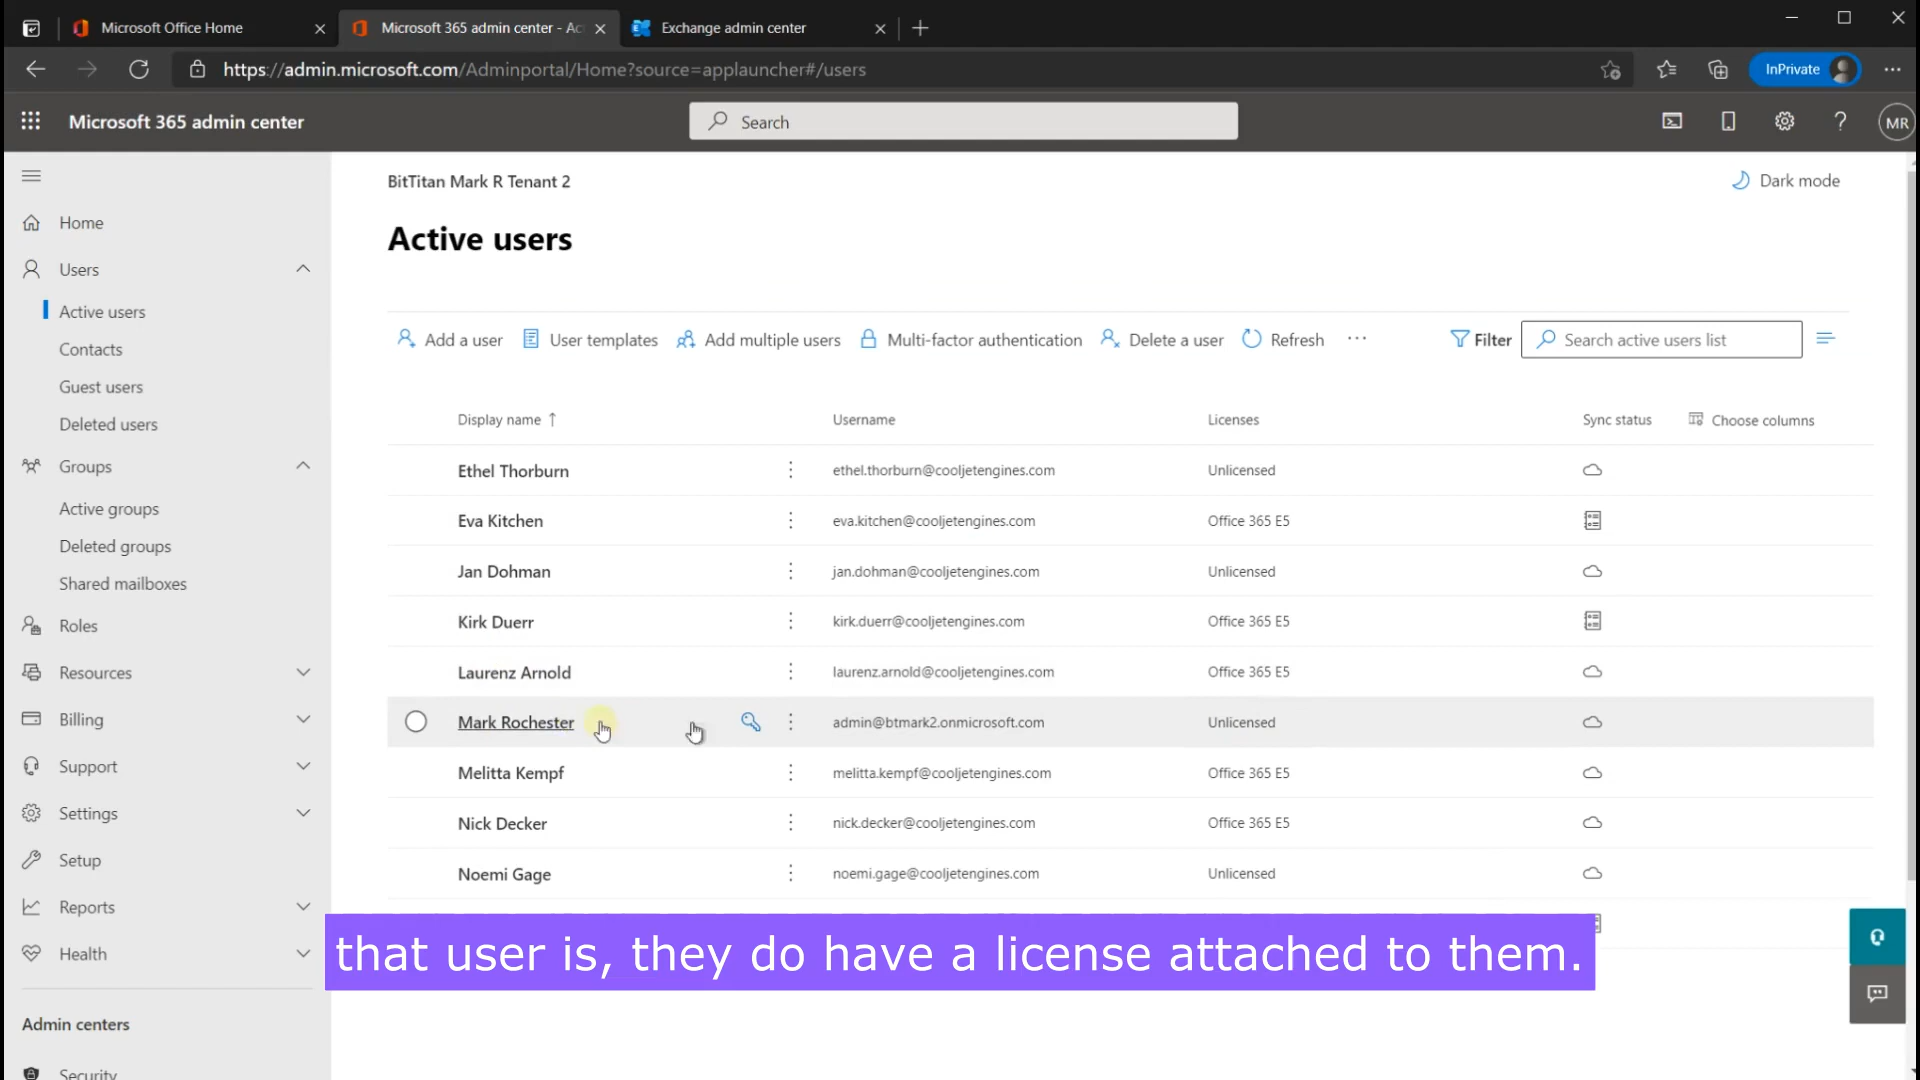 Microsoft Office Home
Microsoft 365 admin center - Ac
Exchange admin center
https://admin.microsoft.com/Adminportal/Home?source=applauncher#/users
InPrivate
Microsoft 365 admin center
Search
MR
BitTitan Mark R Tenant 2
Dark mode
Home
Active users
Users
Active users
Contacts
Guest users
Deleted users
Groups
Active groups
Deleted groups
Shared mailboxes
Roles
Resources
Billing
Support
Settings
Setup
Reports
Health
Admin centers
Security
Add a user
User templates
Add multiple users
Multi-factor authentication
Delete a user
Refresh
Filter
Search active users list
Display name ↑ Username Licenses Sync status Choose columns
Ethel Thorburn ethel.thorburn@cooljetengines.com Unlicensed
Eva Kitchen eva.kitchen@cooljetengines.com Office 365 E5
Jan Dohman jan.dohman@cooljetengines.com Unlicensed
Kirk Duerr kirk.duerr@cooljetengines.com Office 365 E5
Laurenz Arnold laurenz.arnold@cooljetengines.com Office 365 E5
Mark Rochester admin@btmark2.onmicrosoft.com Unlicensed
Melitta Kempf melitta.kempf@cooljetengines.com Office 365 E5
Nick Decker nick.decker@cooljetengines.com Office 365 E5
Noemi Gage noemi.gage@cooljetengines.com Unlicensed
that user is, they do have a license attached to them.